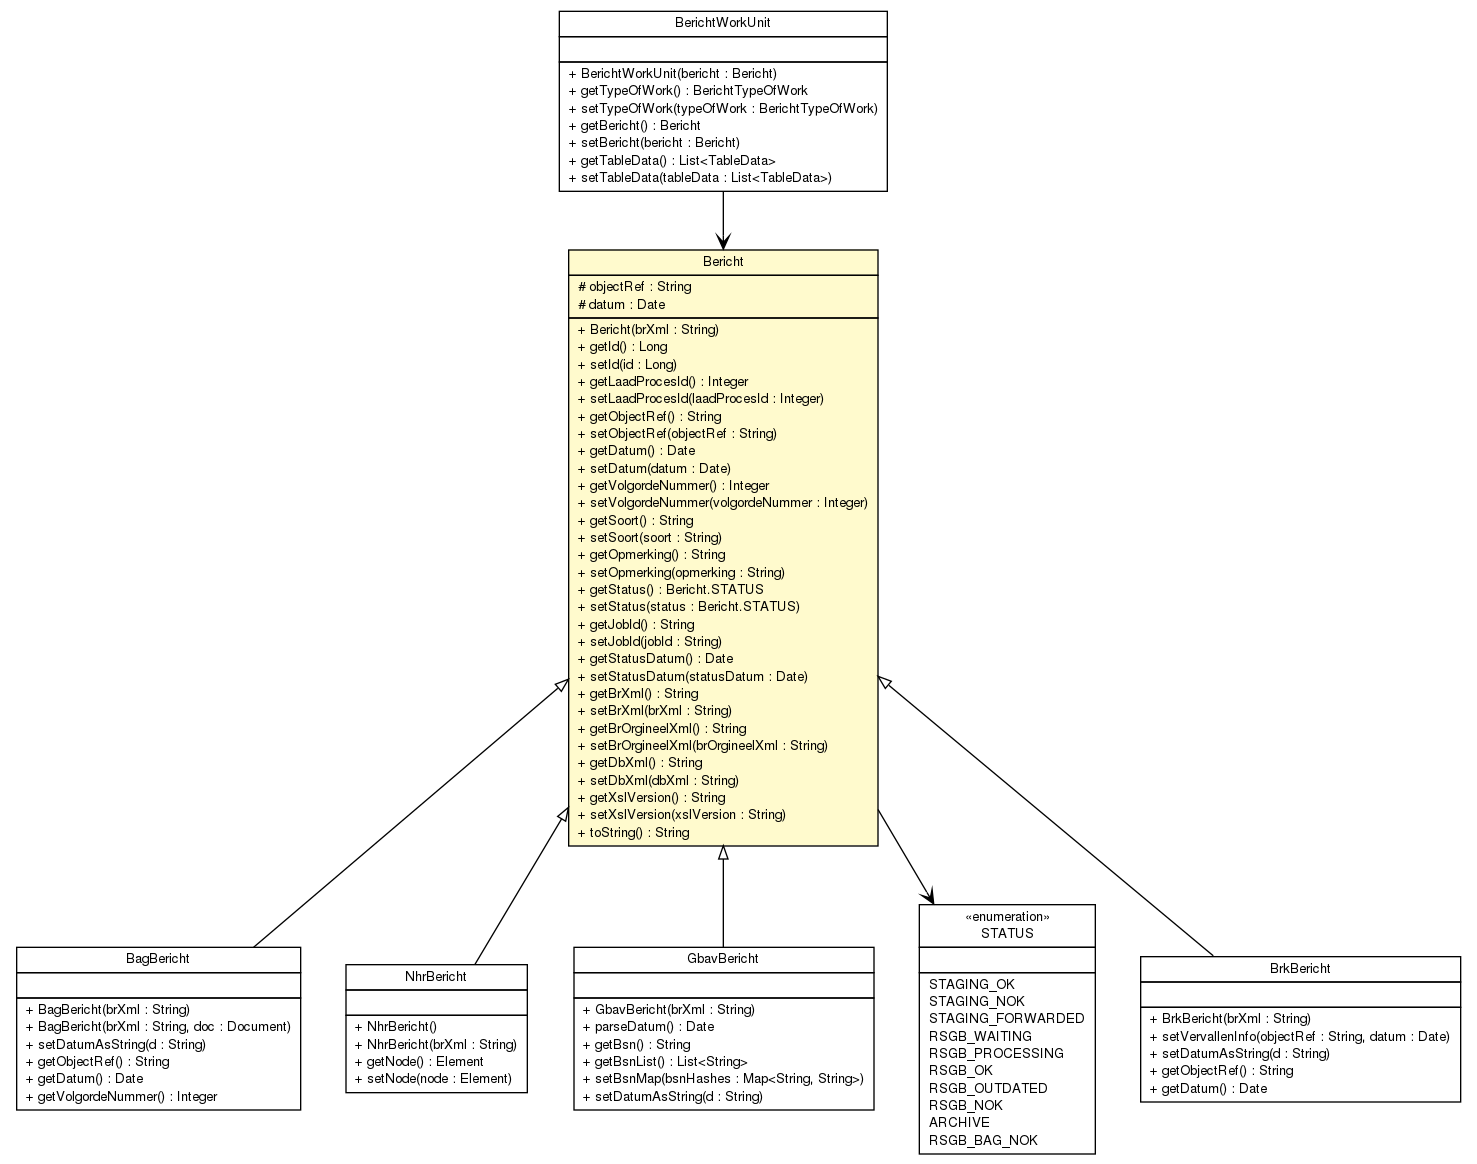 BerichtWorkUnit
+ BerichtWorkUnit(bericht : Bericht)
+ getTypeOfWork() : BerichtTypeOfWork
+ setTypeOfWork(typeOfWork : BerichtTypeOfWork)
+ getBericht() : Bericht
+ setBericht(bericht : Bericht)
+ getTableData() : List<TableData>
+ setTableData(tableData : List<TableData>)
Bericht
# objectRef : String
# datum : Date
+ Bericht(brXml : String)
+ getId() : Long
+ setId(id : Long)
+ getLaadProcesId() : Integer
+ setLaadProcesId(laadProcesId : Integer)
+ getObjectRef() : String
+ setObjectRef(objectRef : String)
+ getDatum() : Date
+ setDatum(datum : Date)
+ getVolgordeNummer() : Integer
+ setVolgordeNummer(volgordeNummer : Integer)
+ getSoort() : String
+ setSoort(soort : String)
+ getOpmerking() : String
+ setOpmerking(opmerking : String)
+ getStatus() : Bericht.STATUS
+ setStatus(status : Bericht.STATUS)
+ getJobId() : String
+ setJobId(jobId : String)
+ getStatusDatum() : Date
+ setStatusDatum(statusDatum : Date)
+ getBrXml() : String
+ setBrXml(brXml : String)
+ getBrOrgineelXml() : String
+ setBrOrgineelXml(brOrgineelXml : String)
+ getDbXml() : String
+ setDbXml(dbXml : String)
+ getXslVersion() : String
+ setXslVersion(xslVersion : String)
+ toString() : String
BagBericht
+ BagBericht(brXml : String)
+ BagBericht(brXml : String, doc : Document)
+ setDatumAsString(d : String)
+ getObjectRef() : String
+ getDatum() : Date
+ getVolgordeNummer() : Integer
NhrBericht
+ NhrBericht()
+ NhrBericht(brXml : String)
+ getNode() : Element
+ setNode(node : Element)
GbavBericht
+ GbavBericht(brXml : String)
+ parseDatum() : Date
+ getBsn() : String
+ getBsnList() : List<String>
+ setBsnMap(bsnHashes : Map<String, String>)
+ setDatumAsString(d : String)
«enumeration»
STATUS
STAGING_OK
STAGING_NOK
STAGING_FORWARDED
RSGB_WAITING
RSGB_PROCESSING
RSGB_OK
RSGB_OUTDATED
RSGB_NOK
ARCHIVE
RSGB_BAG_NOK
BrkBericht
+ BrkBericht(brXml : String)
+ setVervallenInfo(objectRef : String, datum : Date)
+ setDatumAsString(d : String)
+ getObjectRef() : String
+ getDatum() : Date